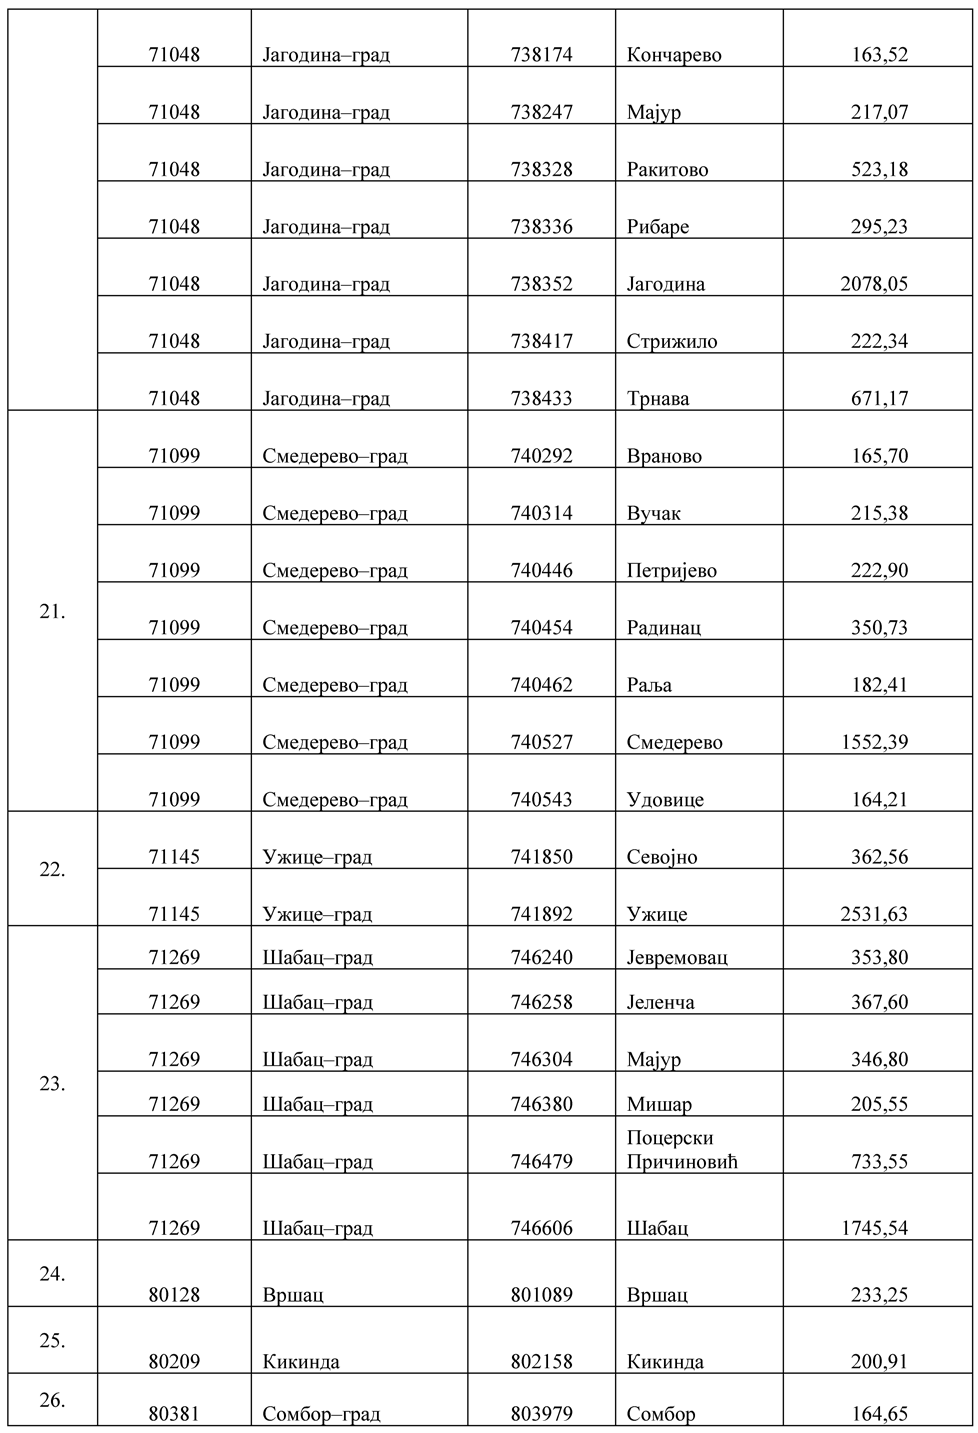 71048 Јагодина–град 738174 Кончарево 163,52
71048 Јагодина–град 738247 Мајур 217,07
71048 Јагодина–град 738328 Ракитово 523,18
71048 Јагодина–град 738336 Рибаре 295,23
71048 Јагодина–град 738352 Јагодина 2078,05
71048 Јагодина–град 738417 Стрижило 222,34
71048 Јагодина–град 738433 Трнава 671,17
71099 Смедерево–град 740292 Враново 165,70
71099 Смедерево–град 740314 Вучак 215,38
71099 Смедерево–град 740446 Петријево 222,90
21.
71099 Смедерево–град 740454 Радинац 350,73
71099 Смедерево–град 740462 Раља 182,41
71099 Смедерево–град 740527 Смедерево 1552,39
71099 Смедерево–град 740543 Удовице 164,21
22.
71145 Ужице–град 741850 Севојно 362,56
71145 Ужице–град 741892 Ужице 2531,63
71269 Шабац–град 746240 Јевремовац 353,80
71269 Шабац–град 746258 Јеленча 367,60
71269 Шабац–град 746304 Мајур 346,80
23.
71269 Шабац–град 746380 Мишар 205,55
Поцерски
71269 Шабац–град 746479 Причиновић 733,55
71269 Шабац–град 746606 Шабац 1745,54
24.
80128 Вршац 801089 Вршац 233,25
25.
80209 Кикинда 802158 Кикинда 200,91
26.
80381 Сомбор–град 803979 Сомбор 164,65